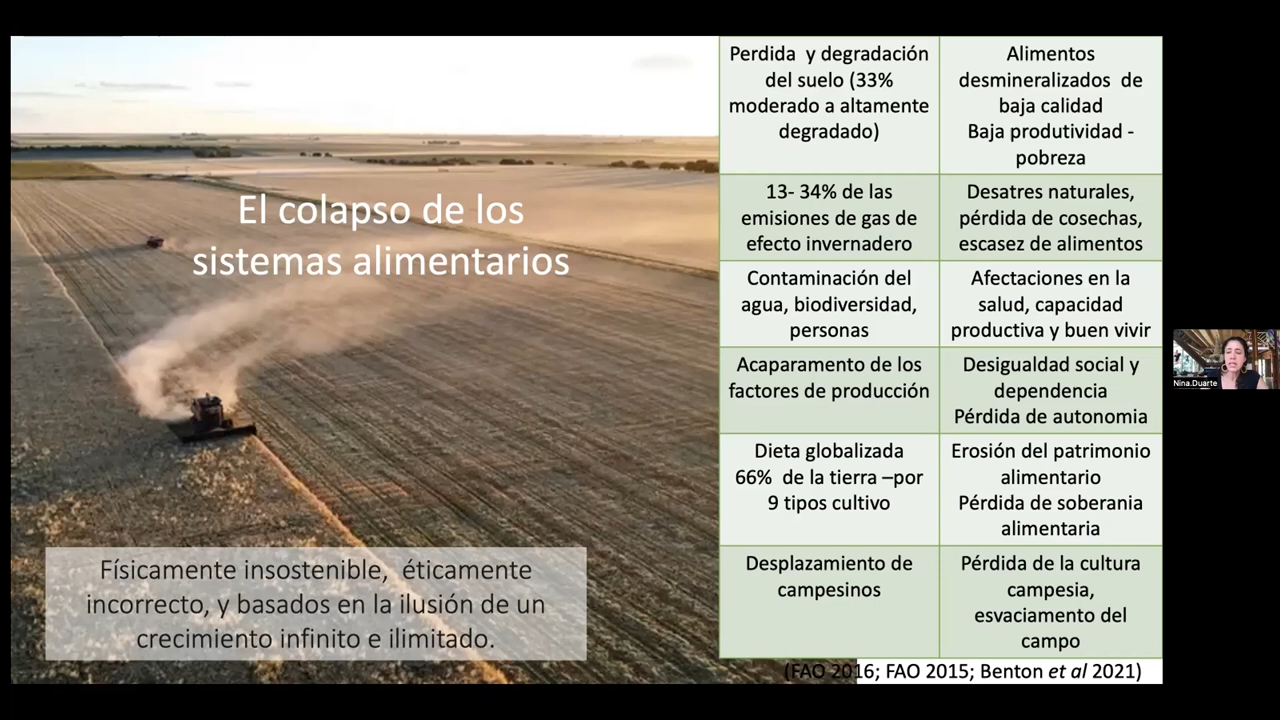 El colapso de los
sistemas alimentarios
Físicamente insostenible, éticamente
incorrecto, y basados en la ilusión de un
crecimiento infinito e ilimitado.
Perdida y degradación
del suelo (33%
moderado a altamente
degradado)
Alimentos
desmineralizados de
baja calidad
Baja produtividad -
pobreza
13- 34% de las
emisiones de gas de
efecto invernadero
Desatres naturales,
pérdida de cosechas,
escasez de alimentos
Contaminación del
agua, biodiversidad,
personas
Afectaciones en la
salud, capacidad
productiva y buen vivir
Acaparamento de los
factores de producción
Desigualdad social y
dependencia
Pérdida de autonomia
Dieta globalizada
66% de la tierra –por
9 tipos cultivo
Erosión del patrimonio
alimentario
Pérdida de soberania
alimentaria
Desplazamiento de
campesinos
Pérdida de la cultura
campesia,
esvaciamento del
campo
(FAO 2016; FAO 2015; Benton et al 2021)
Nina.Duarte